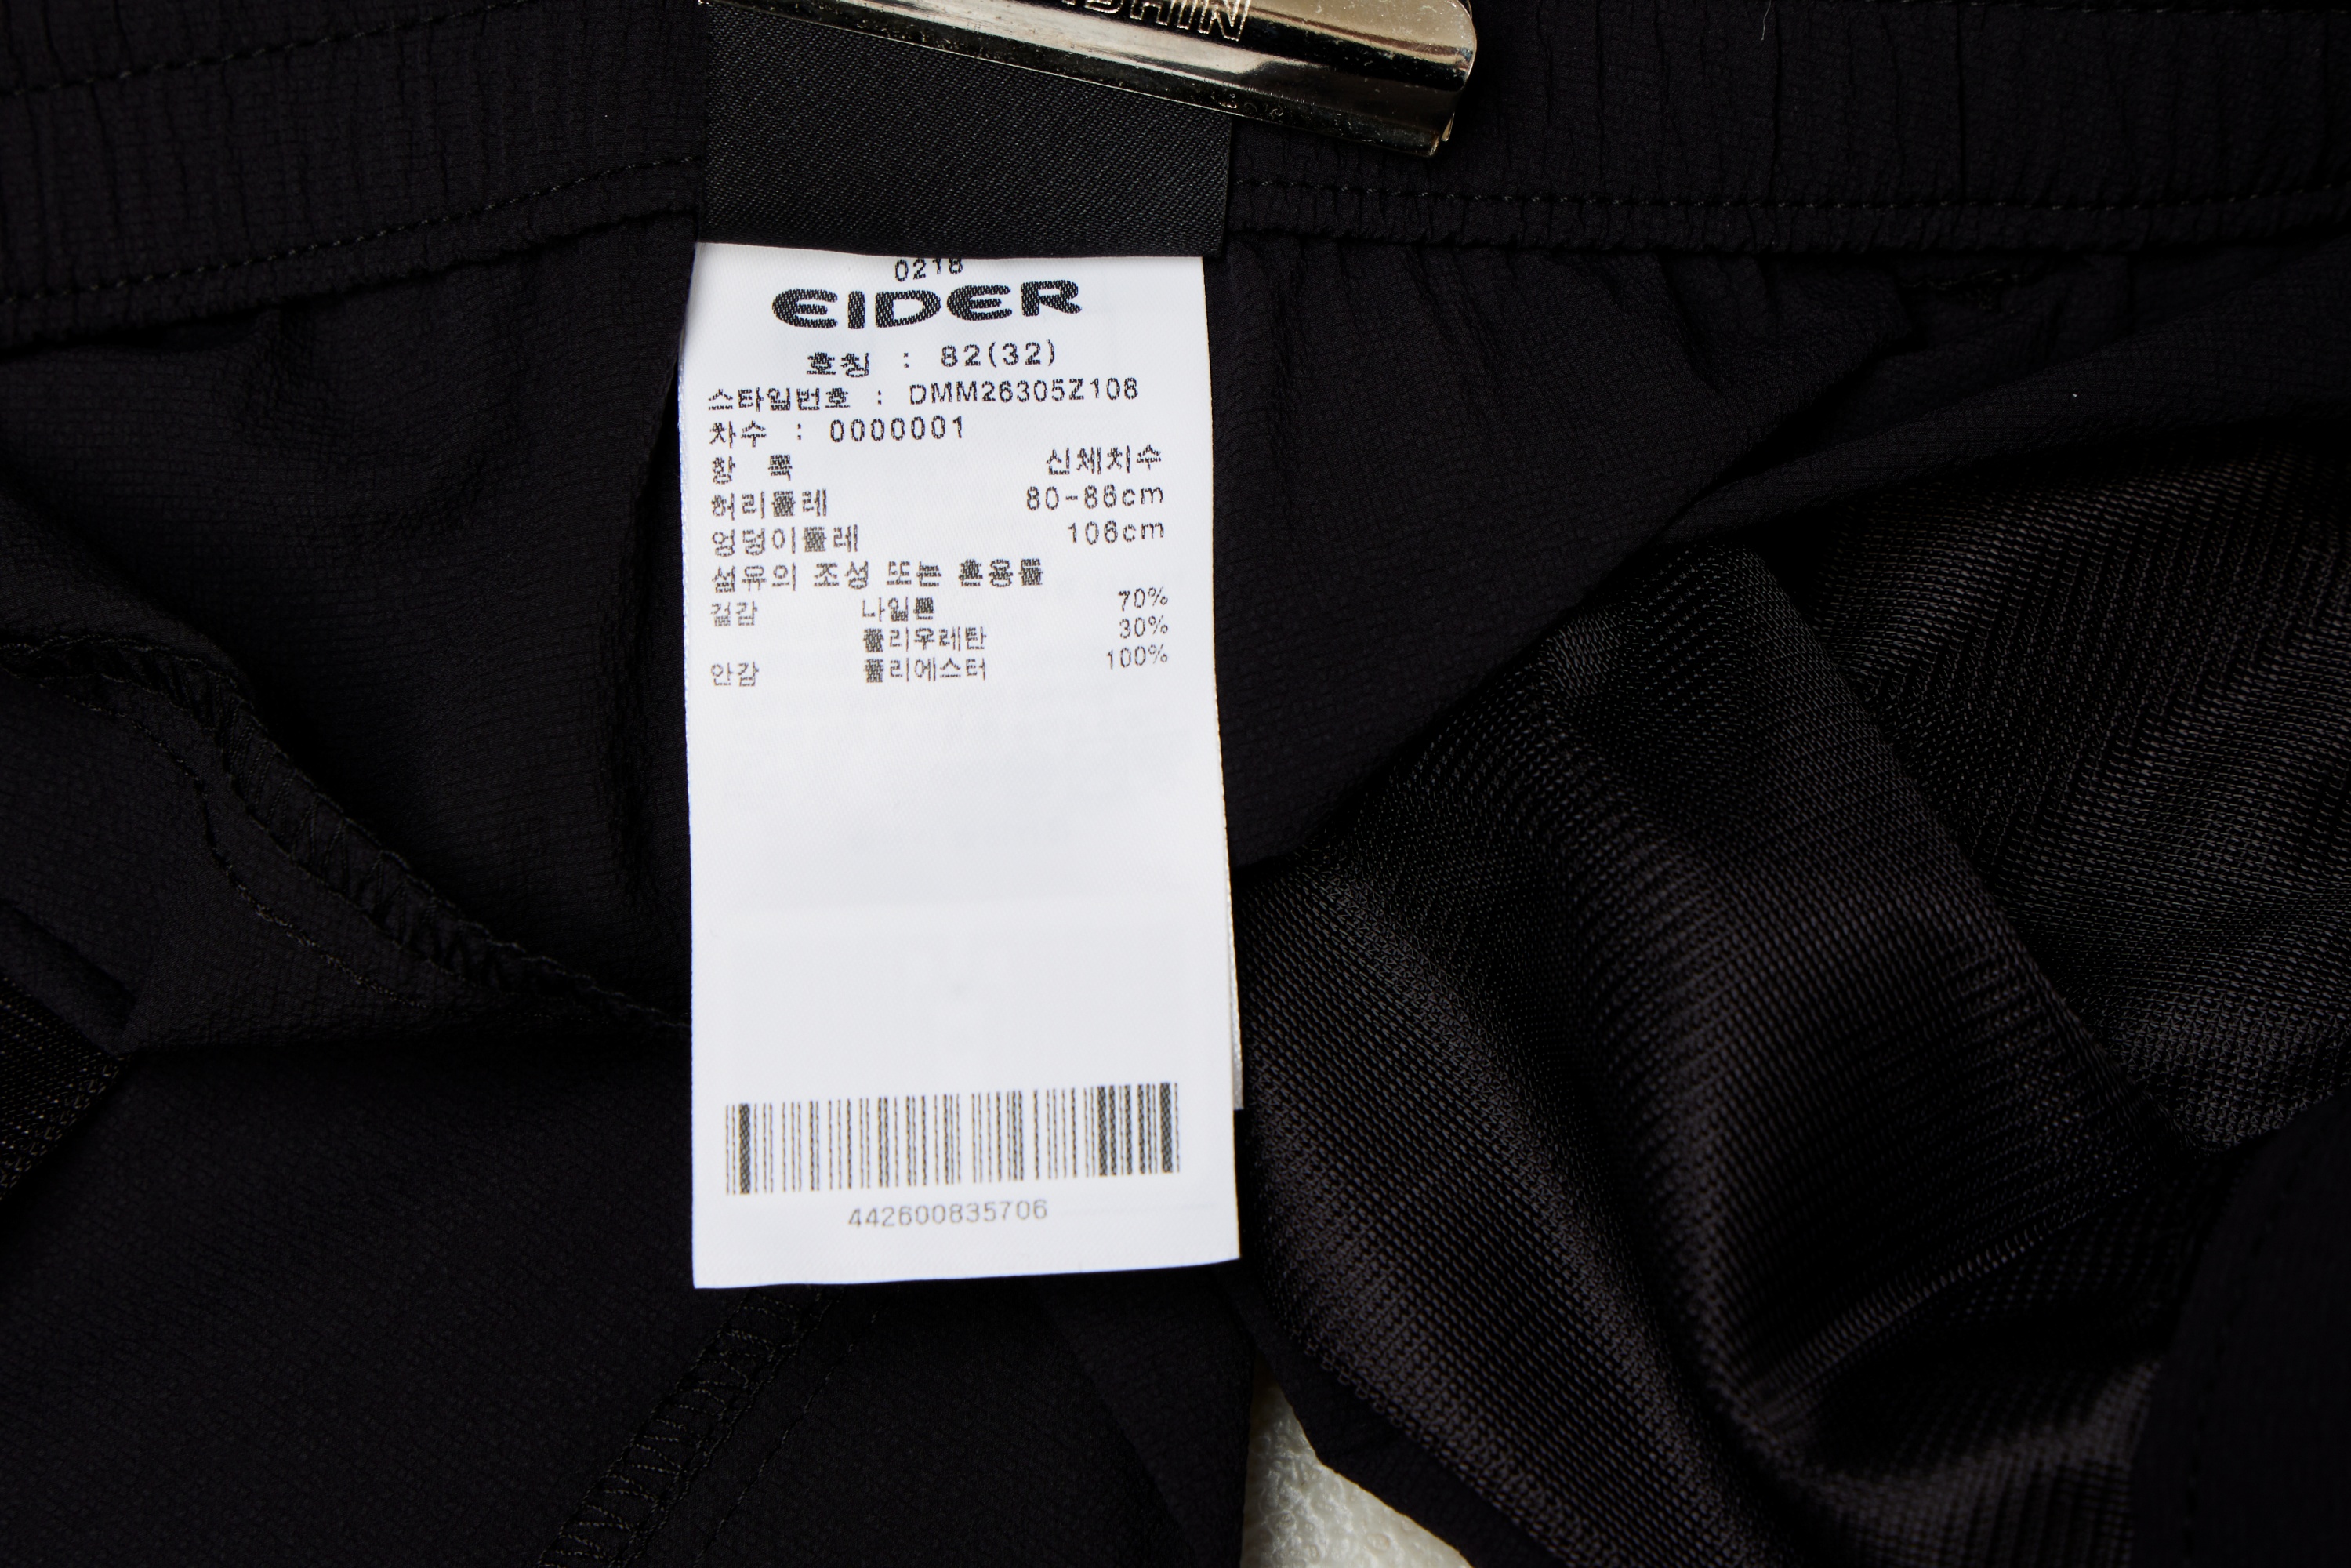 0218
EIDER
호칭 : 82(32)
스타일번호 : DMM26305Z108
차수 : 0000001
항 목 신체치수
허리둘레 80-86cm
엉덩이둘레 106cm
섬유의 조성 또는 혼용률
겉감 나일론 70%
폴리우레탄 30%
안감 폴리에스터 100%
442600835706